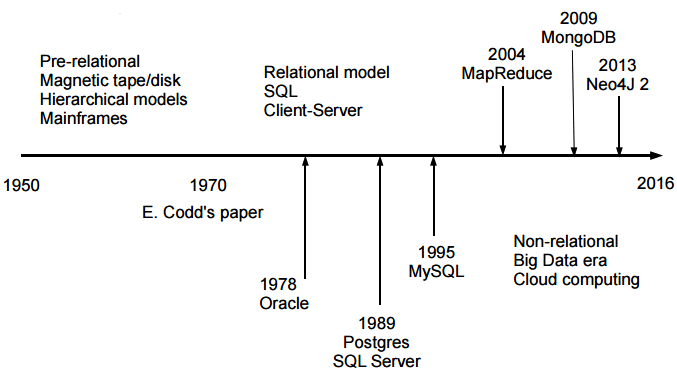 Pre-relational
Magnetic tape/disk
Hierarchical models
Mainframes
Relational model
SQL
Client-Server
2004
MapReduce
2009
MongoDB
2013
Neo4J 2
1950
1970
2016
E. Codd's paper
1978
Oracle
1989
Postgres
SQL Server
1995
MySQL
Non-relational
Big Data era
Cloud computing